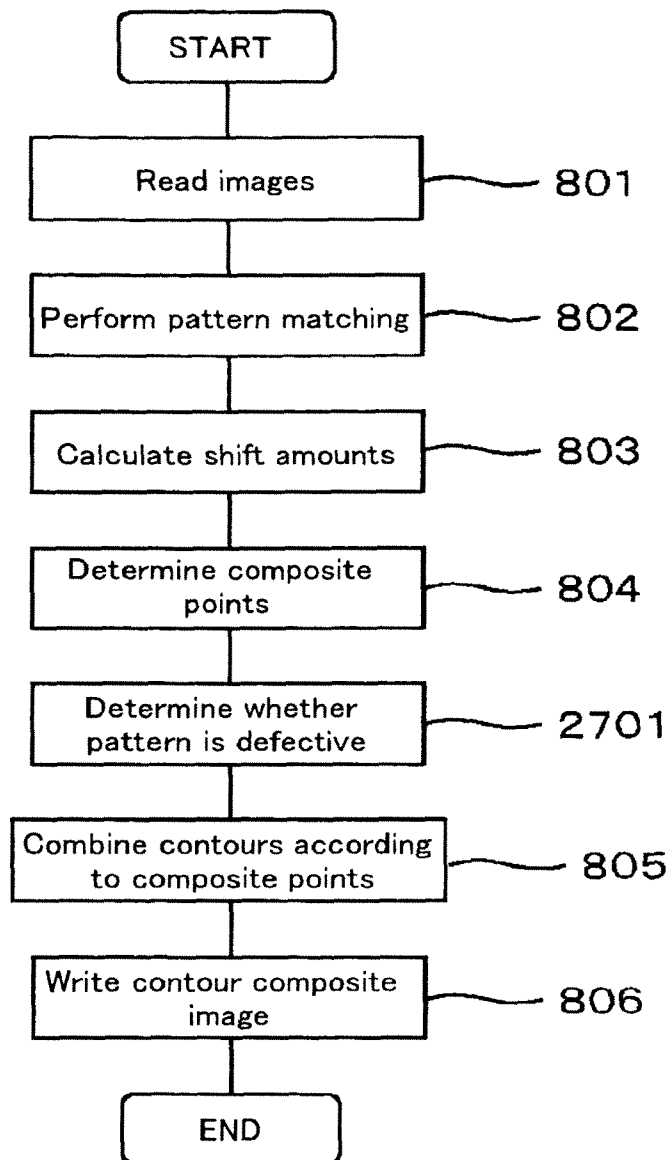 START
Read images
801
Perform pattern matching
802
Calculate shift amounts
803
Determine composite
points
804
Determine whether
pattern is defective
2701
Combine contours according
to composite points
805
Write contour composite
image
806
END